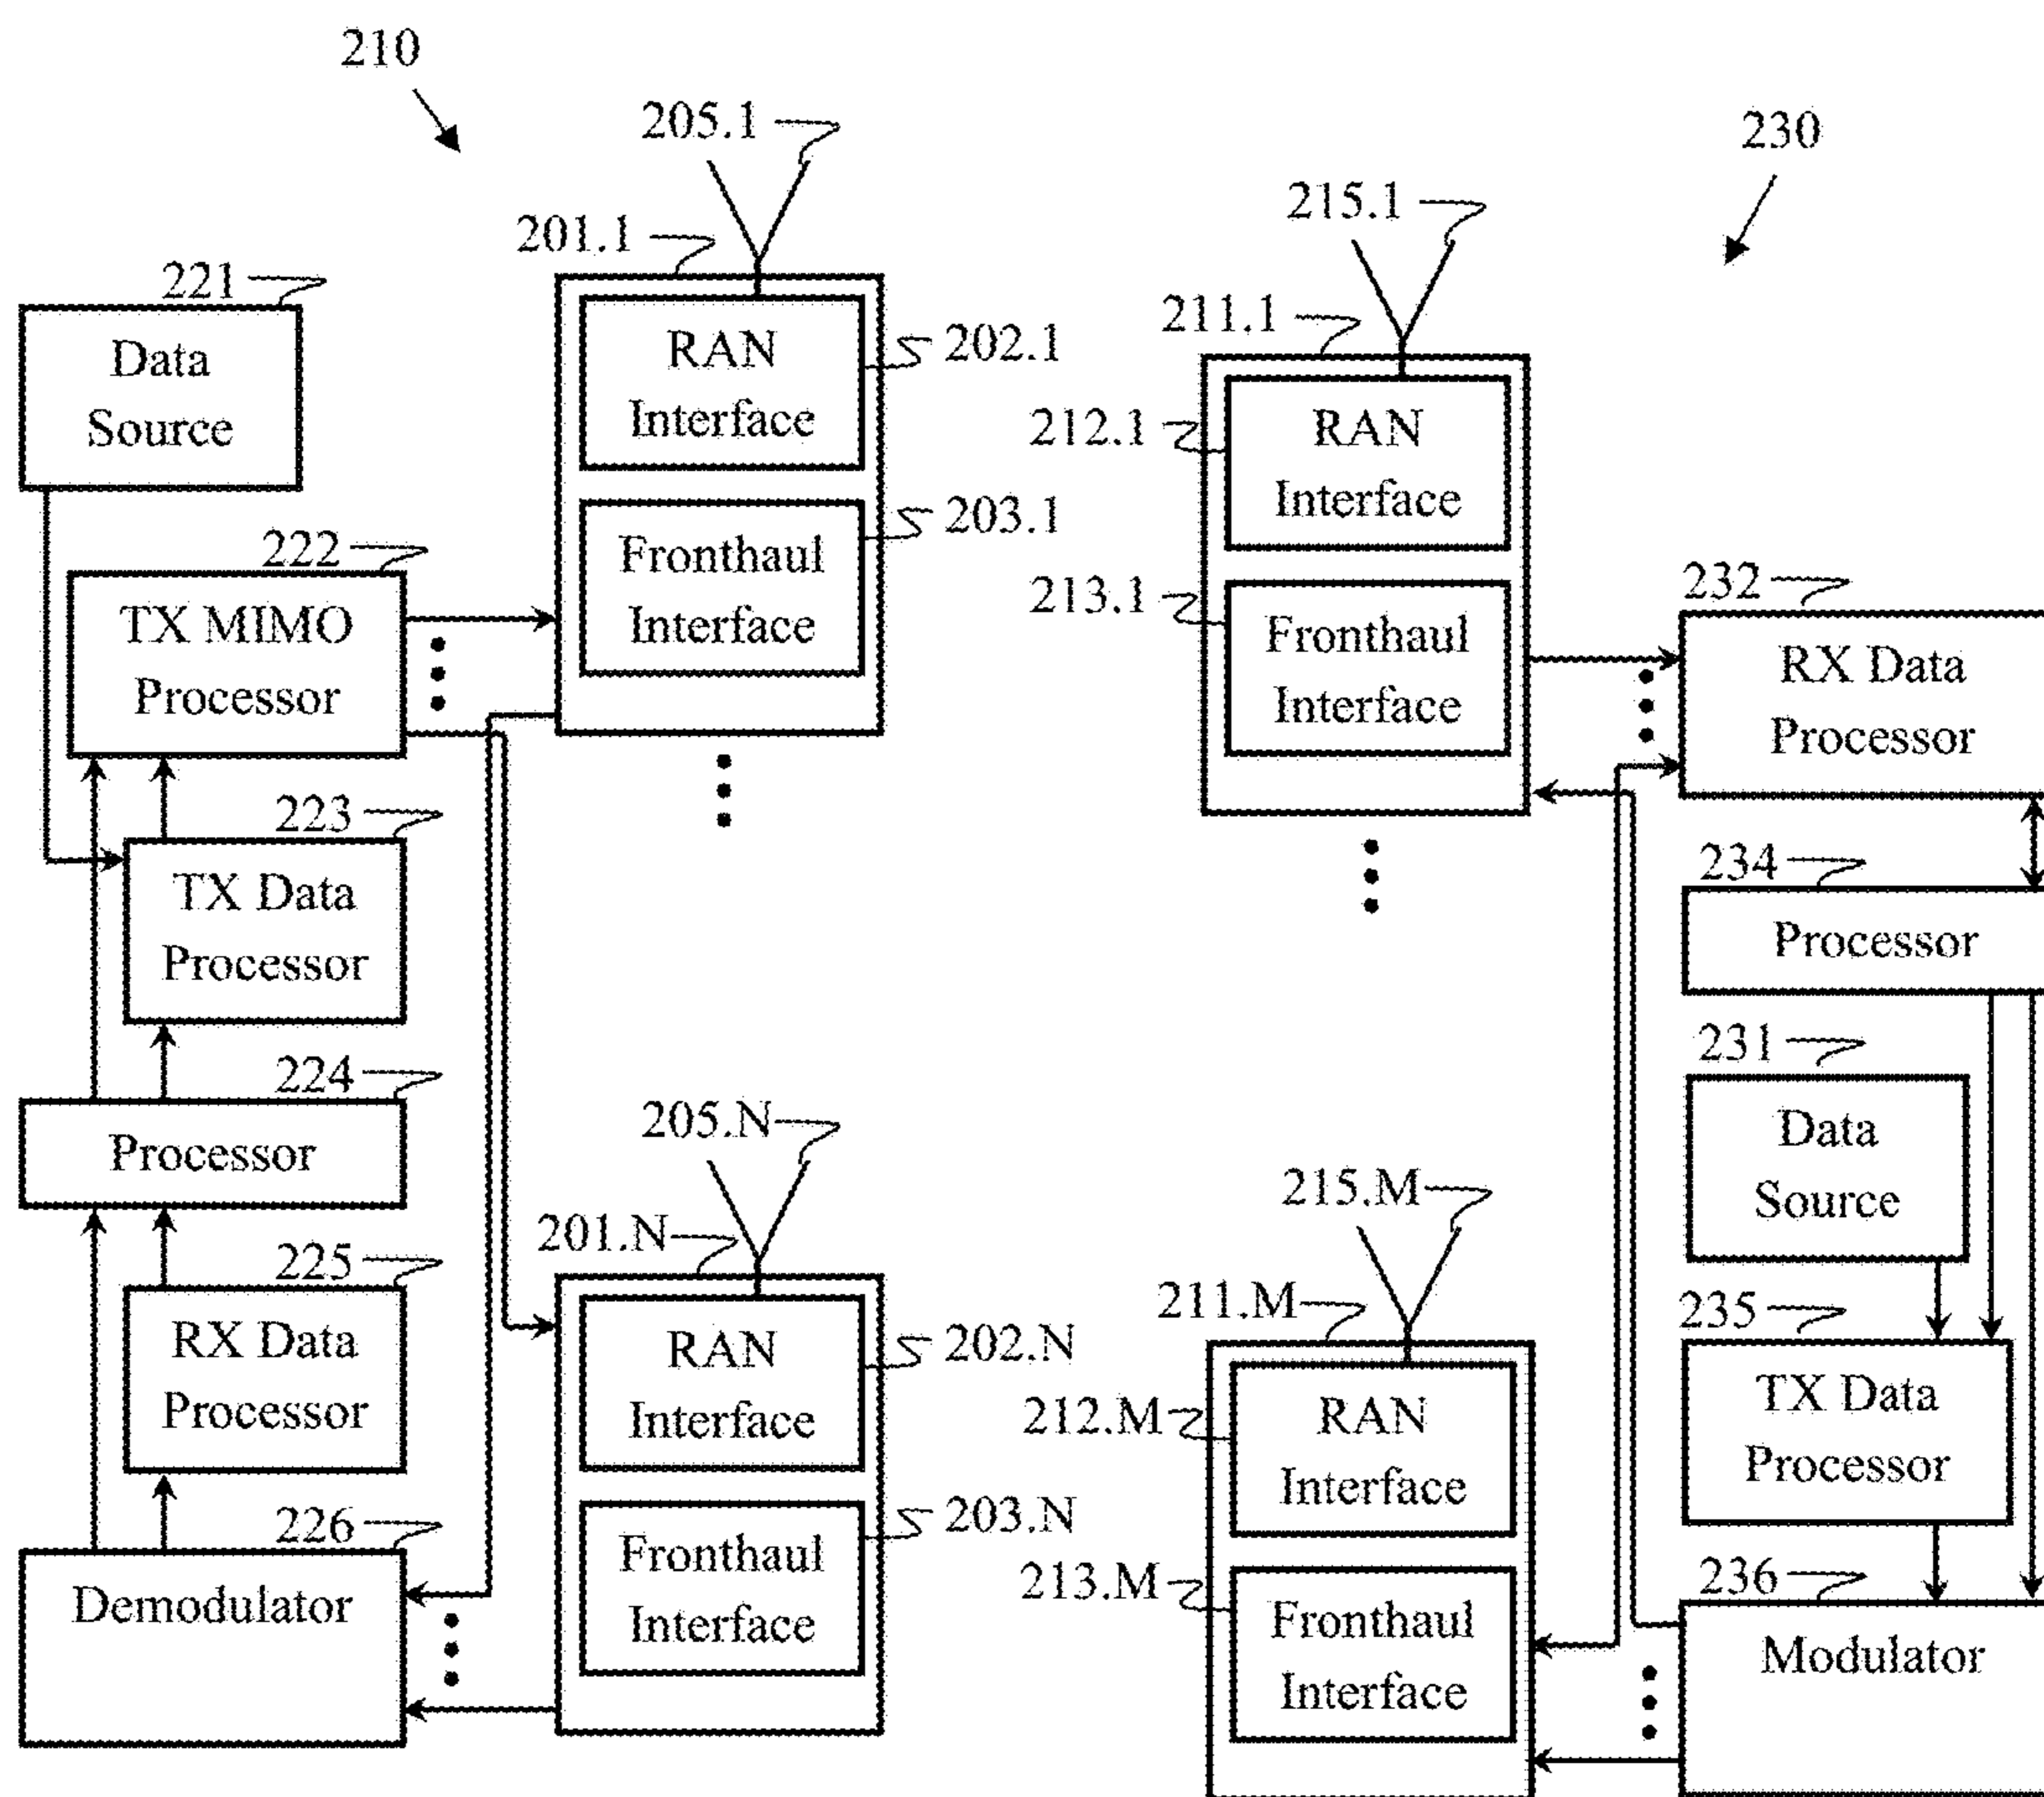 210
205.1
201.1
221
Data
Source
RAN
Interface
202.1
Fronthaul
Interface
203.1
222
TX MIMO
Processor
223
TX Data
Processor
224
Processor
225
RX Data
Processor
226
Demodulator
205.N
201.N
RAN
Interface
202.N
Fronthaul
Interface
203.N
230
215.1
211.1
212.1
RAN
Interface
213.1
Fronthaul
Interface
232
RX Data
Processor
234
Processor
231
Data
Source
235
TX Data
Processor
236
Modulator
215.M
211.M
212.M
RAN
Interface
213.M
Fronthaul
Interface